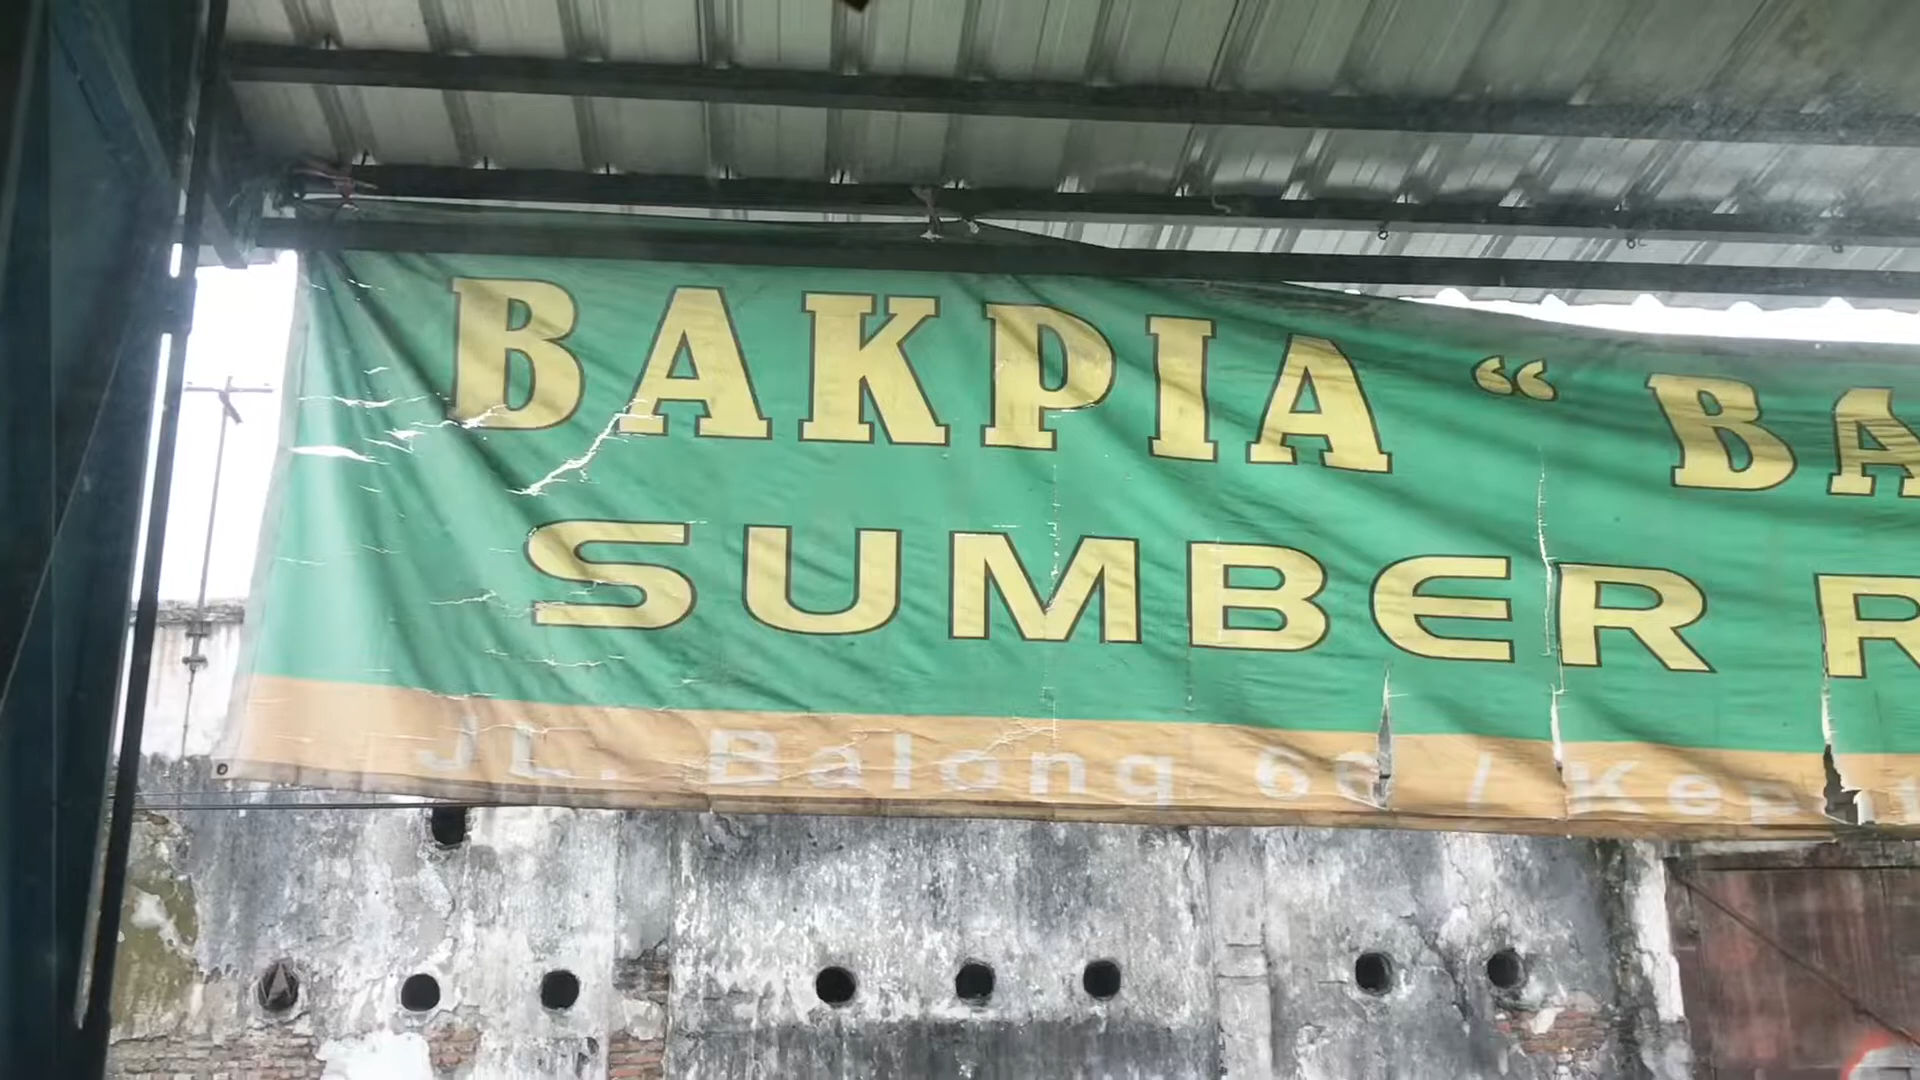 BAKPIA “ BA
SUMBER R
JL. Balong 66 / Kep